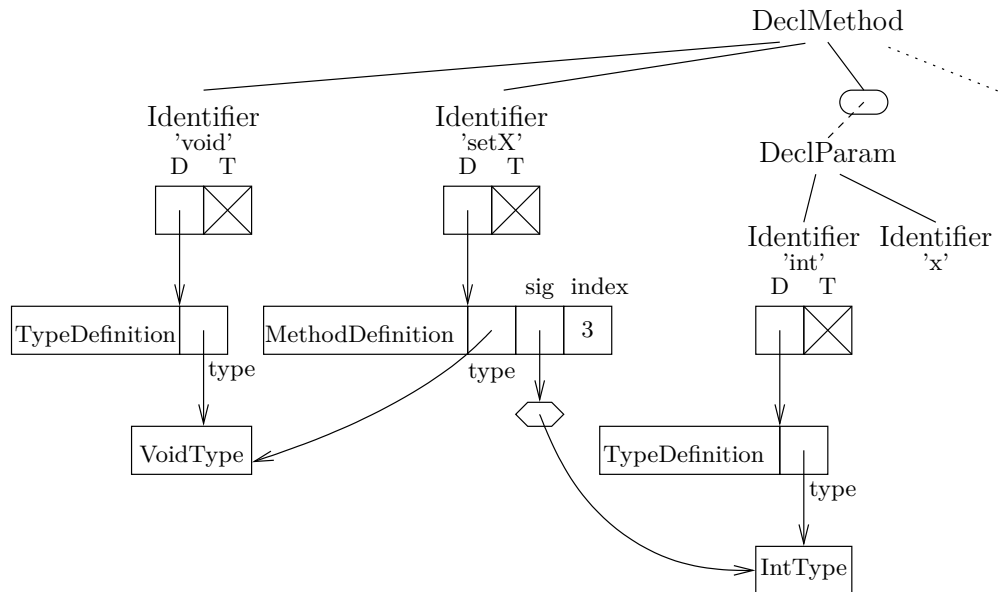 DeclMethod
Identifier
'void'
D T
Identifier
'setX'
D T
DeclParam
Identifier
'int'
D T
Identifier
'x'
TypeDefinition
type
MethodDefinition
type
sig index
3
VoidType
TypeDefinition
type
IntType